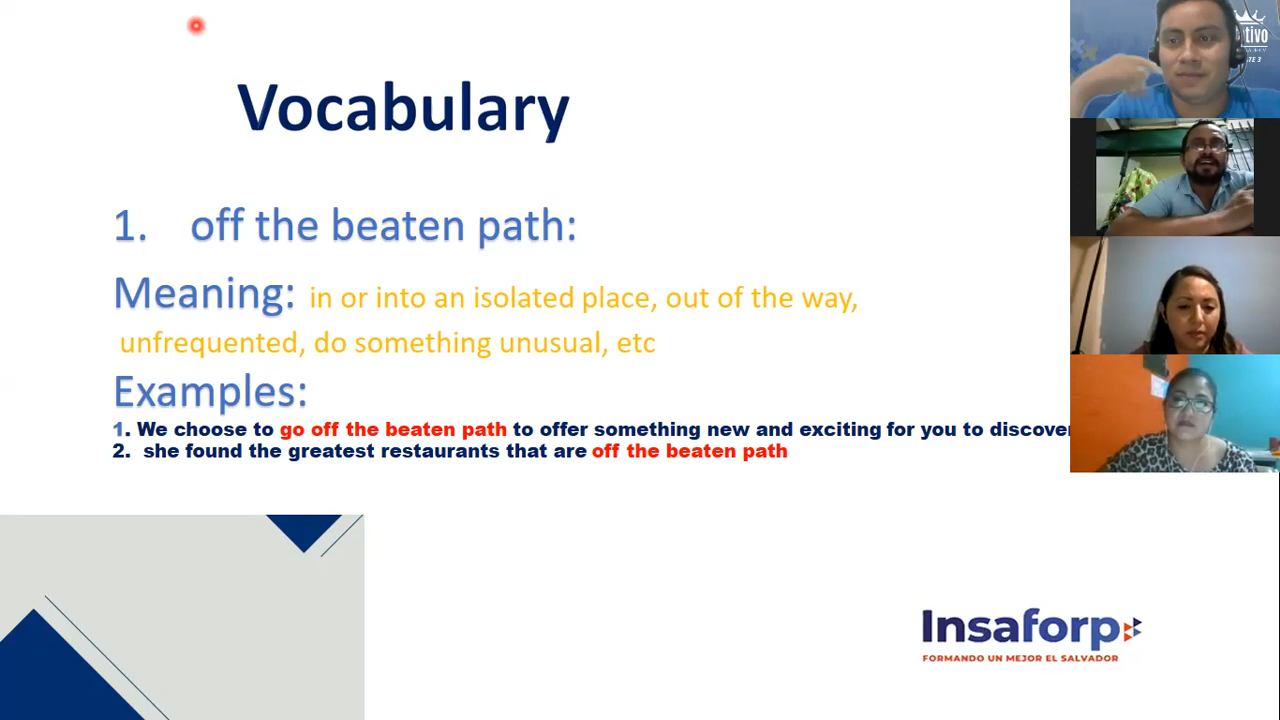 Vocabulary
1. off the beaten path:
Meaning: in or into an isolated place, out of the way,
unfrequented, do something unusual, etc
Examples:
1. We choose to go off the beaten path to offer something new and exciting for you to discover
2. she found the greatest restaurants that are off the beaten path
Insaforp
FORMANDO UN MEJOR EL SALVADOR